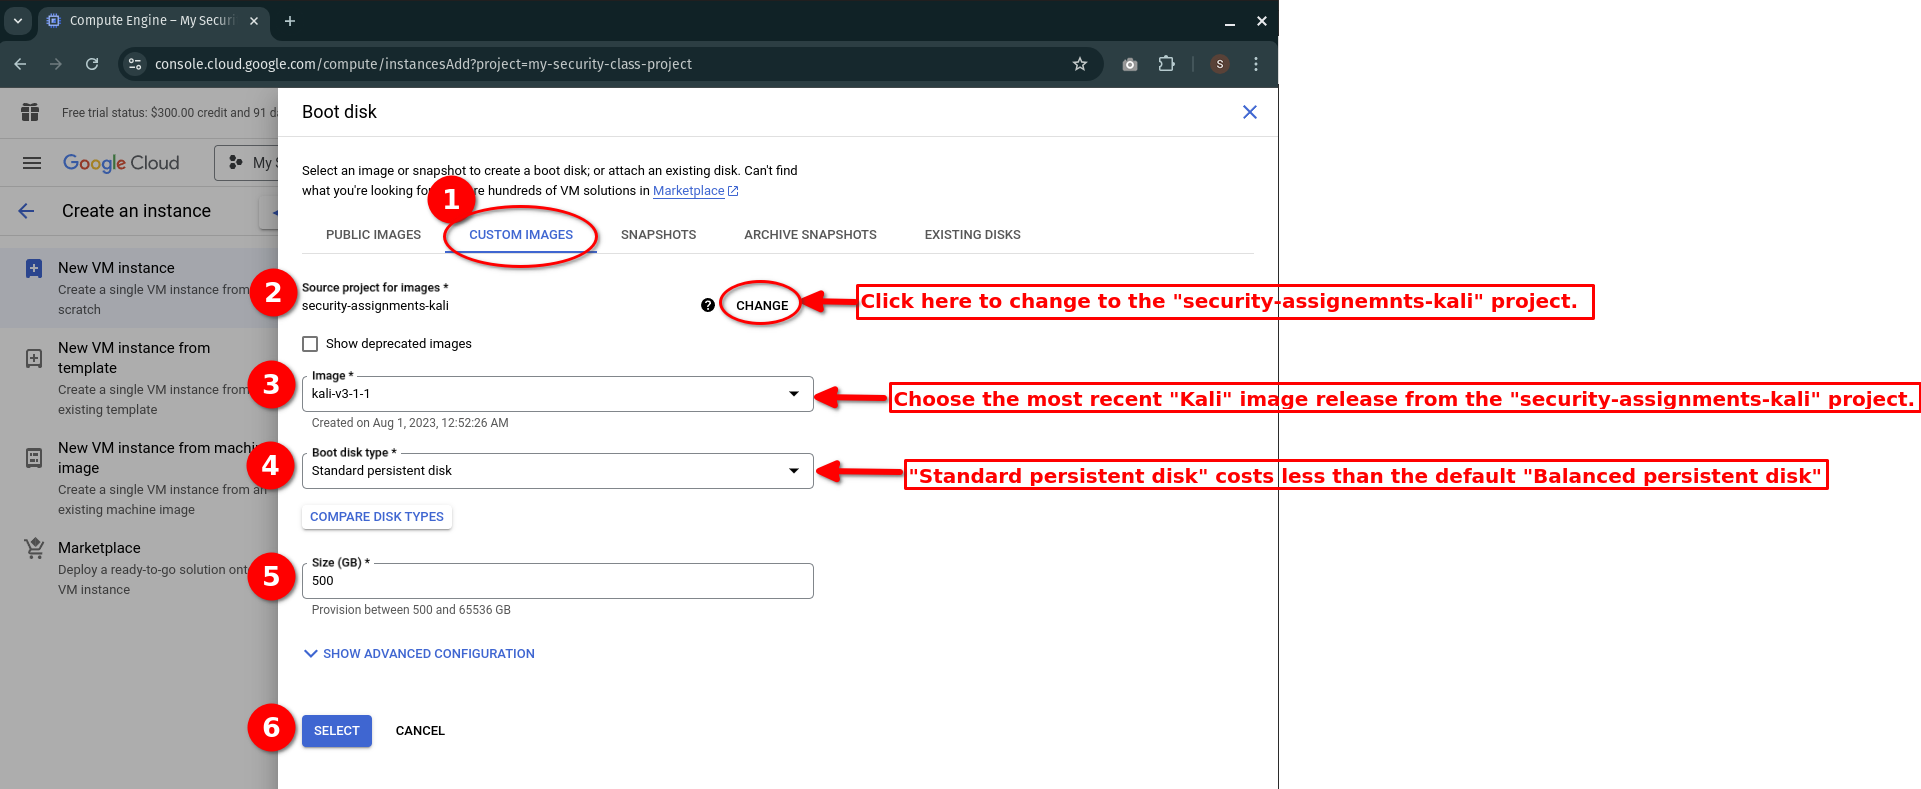 Compute Engine – My Securi
console.cloud.google.com/compute/instancesAdd?project=my-security-class-project
S
Free trial status: $300.00 credit and 91 d
Google Cloud
My S
Create an instance
New VM instance
Create a single VM instance from
scratch
New VM instance from
template
Create a single VM instance from
existing template
New VM instance from machi
image
Create a single VM instance from an
existing machine image
Marketplace
Deploy a ready-to-go solution ont
VM instance
Boot disk
Select an image or snapshot to create a boot disk; or attach an existing disk. Can't find
what you're looking for re hundreds of VM solutions in Marketplace
1
PUBLIC IMAGES
CUSTOM IMAGES
SNAPSHOTS
ARCHIVE SNAPSHOTS
EXISTING DISKS
2
Source project for images *
security-assignments-kali
?
CHANGE
Click here to change to the "security-assignemnts-kali" project.
Show deprecated images
3
Image *
kali-v3-1-1
Choose the most recent "Kali" image release from the "security-assignments-kali" project.
Created on Aug 1, 2023, 12:52:26 AM
4
Boot disk type *
Standard persistent disk
"Standard persistent disk" costs less than the default "Balanced persistent disk"
COMPARE DISK TYPES
5
Size (GB) *
500
Provision between 500 and 65536 GB
SHOW ADVANCED CONFIGURATION
6
SELECT
CANCEL